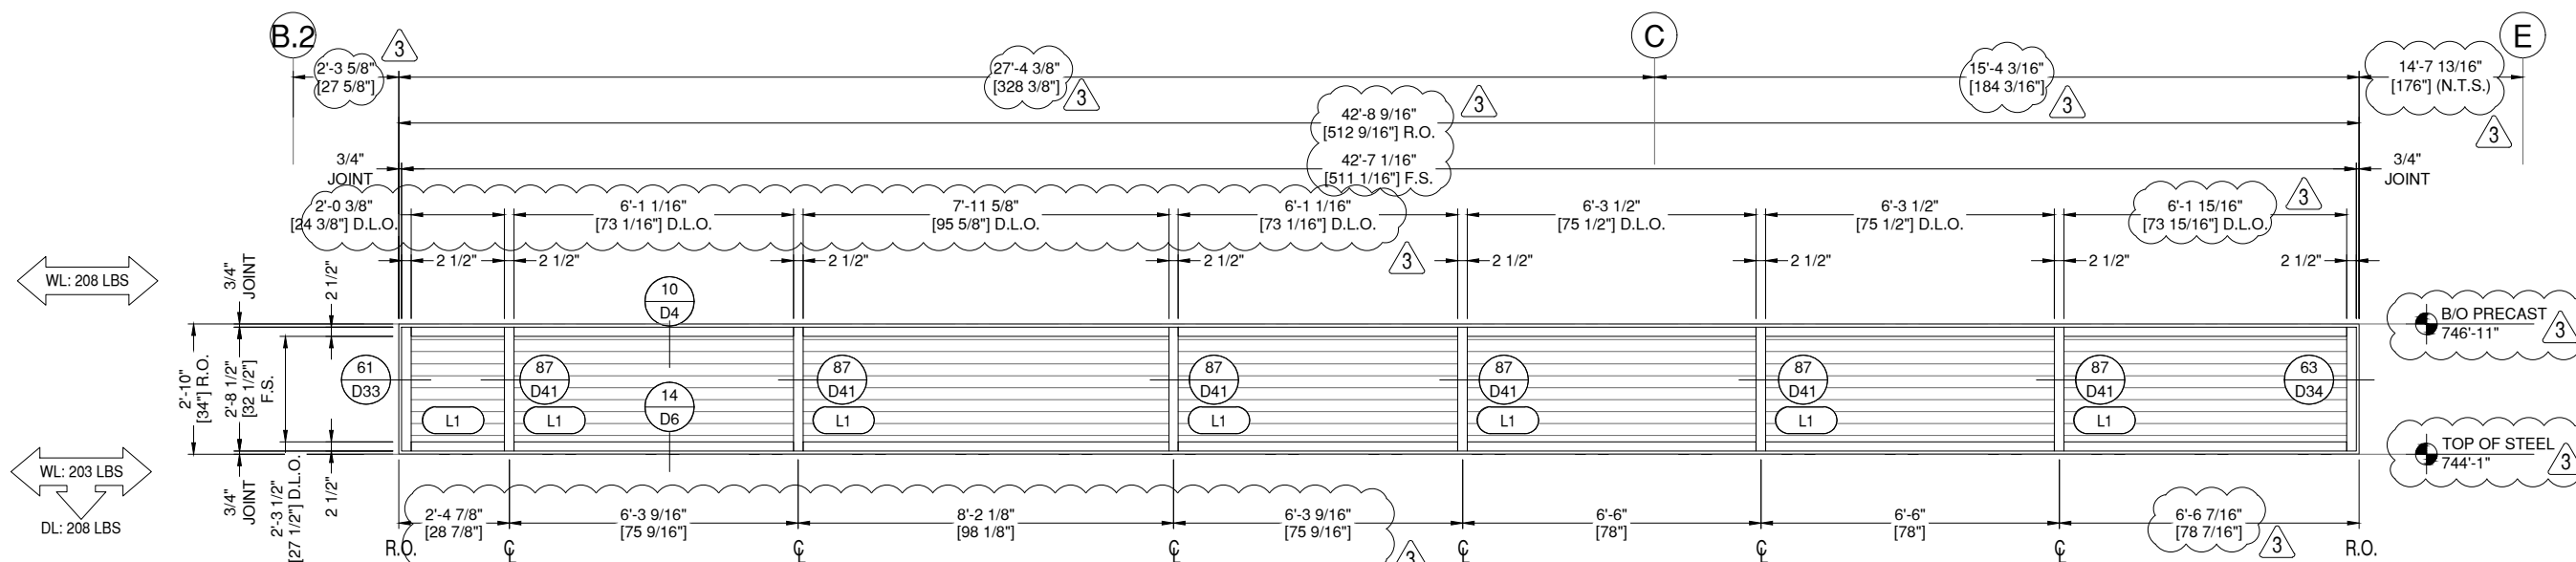 B.2
3
C
E
2'-3 5/8"
[27 5/8"]
27'-4 3/8"
[328 3/8"]
3
15'-4 3/16"
[184 3/16"]
3
14'-7 13/16"
[176"] (N.T.S.)
3
42'-8 9/16"
[512 9/16"] R.O.
3
3/4"
JOINT
42'-7 1/16"
[511 1/16"] F.S.
3/4"
JOINT
2'-0 3/8"
[24 3/8"] D.L.O.
6'-1 1/16"
[73 1/16"] D.L.O.
7'-11 5/8"
[95 5/8"] D.L.O.
6'-1 1/16"
[73 1/16"] D.L.O.
3
6'-3 1/2"
[75 1/2"] D.L.O.
6'-3 1/2"
[75 1/2"] D.L.O.
6'-1 15/16"
[73 15/16"] D.L.O.
3
2 1/2"
2 1/2"
2 1/2"
2 1/2"
2 1/2"
2 1/2"
2 1/2"
2 1/2"
WL: 208 LBS
3/4"
JOINT
2 1/2"
10
D4
B/O PRECAST
746'-11"
3
2'-10"
[34"] R.O.
2'-8 1/2"
[32 1/2"]
F.S.
61
D33
87
D41
87
D41
87
D41
87
D41
87
D41
87
D41
63
D34
14
D6
L1
L1
L1
L1
L1
L1
L1
TOP OF STEEL
744'-1"
3
WL: 203 LBS
DL: 208 LBS
3/4"
JOINT
2'-3 1/2"
[27 1/2"] D.L.O.
2 1/2"
2'-4 7/8"
[28 7/8"]
6'-3 9/16"
[75 9/16"]
8'-2 1/8"
[98 1/8"]
6'-3 9/16"
[75 9/16"]
3
6'-6"
[78"]
6'-6"
[78"]
6'-6 7/16"
[78 7/16"]
3
R.O.
℄
℄
℄
℄
℄
℄
R.O.